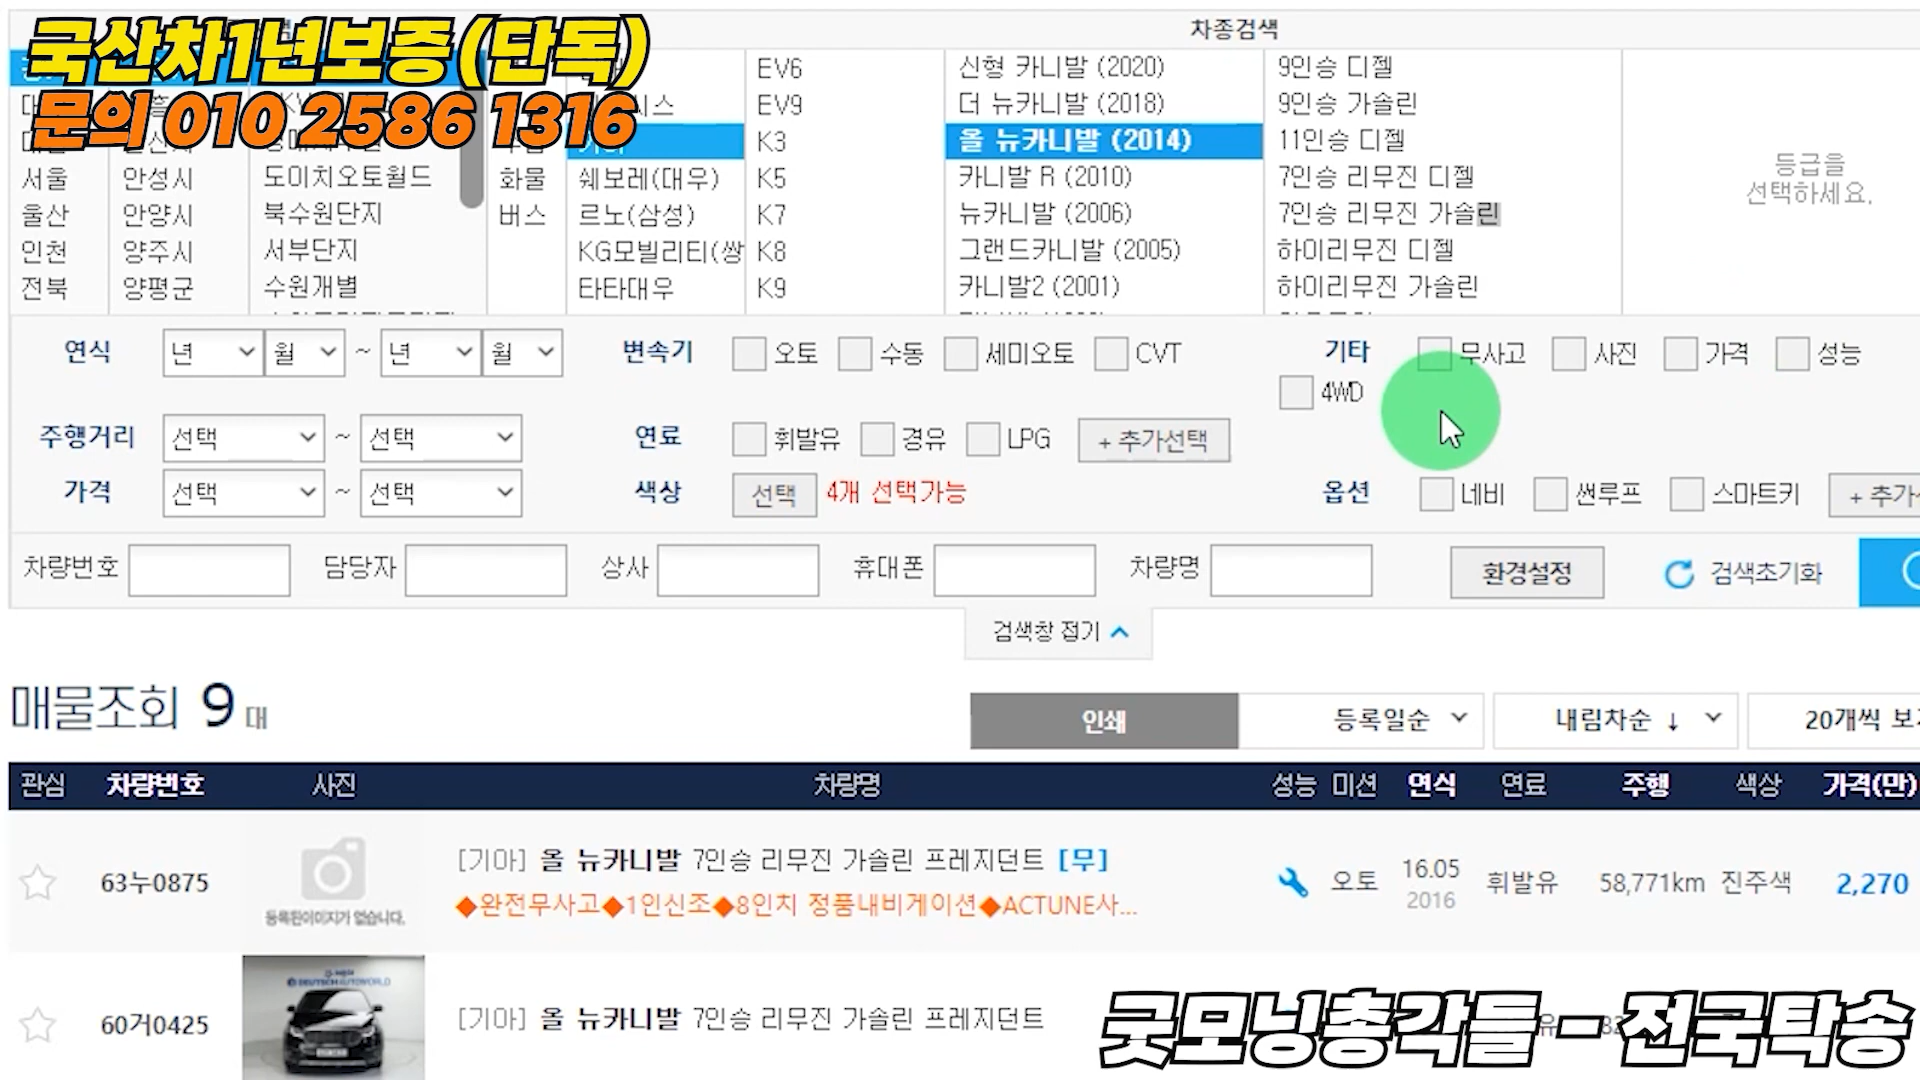 국산차1년보증(단독)
문의 010 2586 1316
차종검색
서울
울산
인천
전북
안성시
안양시
양주시
양평군
도이치오토월드
북수원단지
서부단지
수원개별
화물
버스
쉐보레(대우)
르노(삼성)
KG모빌리티(쌍
타타대우
EV6
EV9
K3
K5
K7
K8
K9
신형 카니발 (2020)
더 뉴카니발 (2018)
올 뉴카니발 (2014)
카니발 R (2010)
뉴카니발 (2006)
그랜드카니발 (2005)
카니발2 (2001)
9인승 디젤
9인승 가솔린
11인승 디젤
7인승 리무진 디젤
7인승 리무진 가솔린
하이리무진 디젤
하이리무진 가솔린
등급을
선택하세요.
연식 년 월 ~ 년 월 변속기 오토 수동 세미오토 CVT 기타 무사고 사진 가격 성능
4WD
주행거리 선택 ~ 선택 연료 휘발유 경유 LPG + 추가선택
가격 선택 ~ 선택 색상 선택 4개 선택가능 옵션 네비 썬루프 스마트키 + 추가
차량번호 담당자 상사 휴대폰 차량명 환경설정 검색초기화
검색창 접기
매물조회 9 대
인쇄 등록일순 내림차순 ↓ 20개씩 보기
관심 차량번호 사진 차량명 성능 미션 연식 연료 주행 색상 가격(만)
63누0875 등록된이미지가 없습니다. [기아] 올 뉴카니발 7인승 리무진 가솔린 프레지던트 [무] 오토 16.05 휘발유 58,771km 진주색 2,270
◆완전무사고◆1인신조◆8인치 정품내비게이션◆ACTUNE사... 2016
DEUTSCH AUTOWORLD
60거0425 [기아] 올 뉴카니발 7인승 리무진 가솔린 프레지던트
굿모닝총각들 - 전국탁송